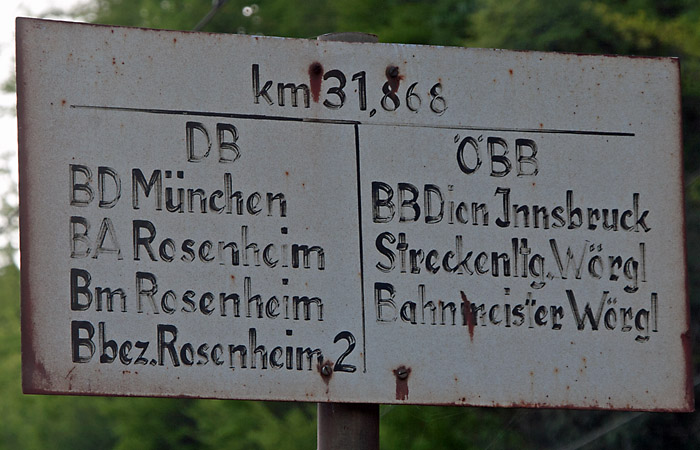 km 31,868
DB
BD München
BA Rosenheim
Bm Rosenheim
Bbez. Rosenheim 2
ÖBB
BBDion Innsbruck
Streckenltg. Wörgl
Bahnmeister Wörgl